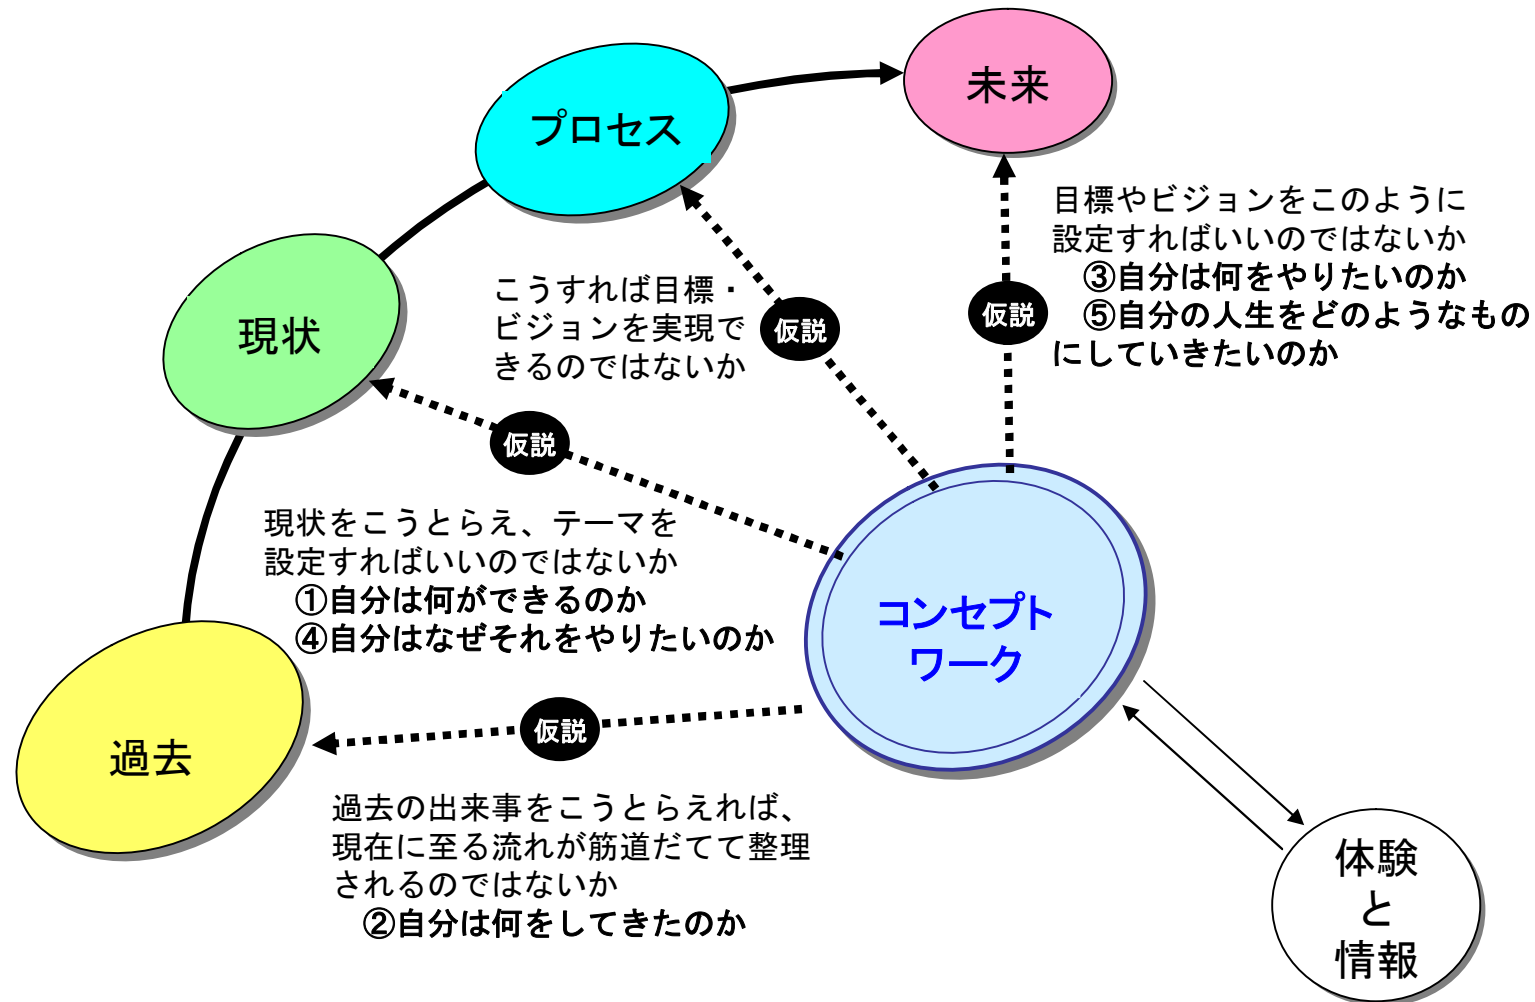 未来
プロセス
目標やビジョンをこのように
設定すればいいのではないか
③自分は何をやりたいのか
⑤自分の人生をどのようなもの
にしていきたいのか
こうすれば目標・
ビジョンを実現で
きるのではないか
仮説
仮説
現状
仮説
現状をこうとらえ、テーマを
設定すればいいのではないか
①自分は何ができるのか
④自分はなぜそれをやりたいのか
コンセプト
ワーク
過去
仮説
過去の出来事をこうとらえれば、
現在に至る流れが筋道だてて整理
されるのではないか
②自分は何をしてきたのか
体験
と
情報